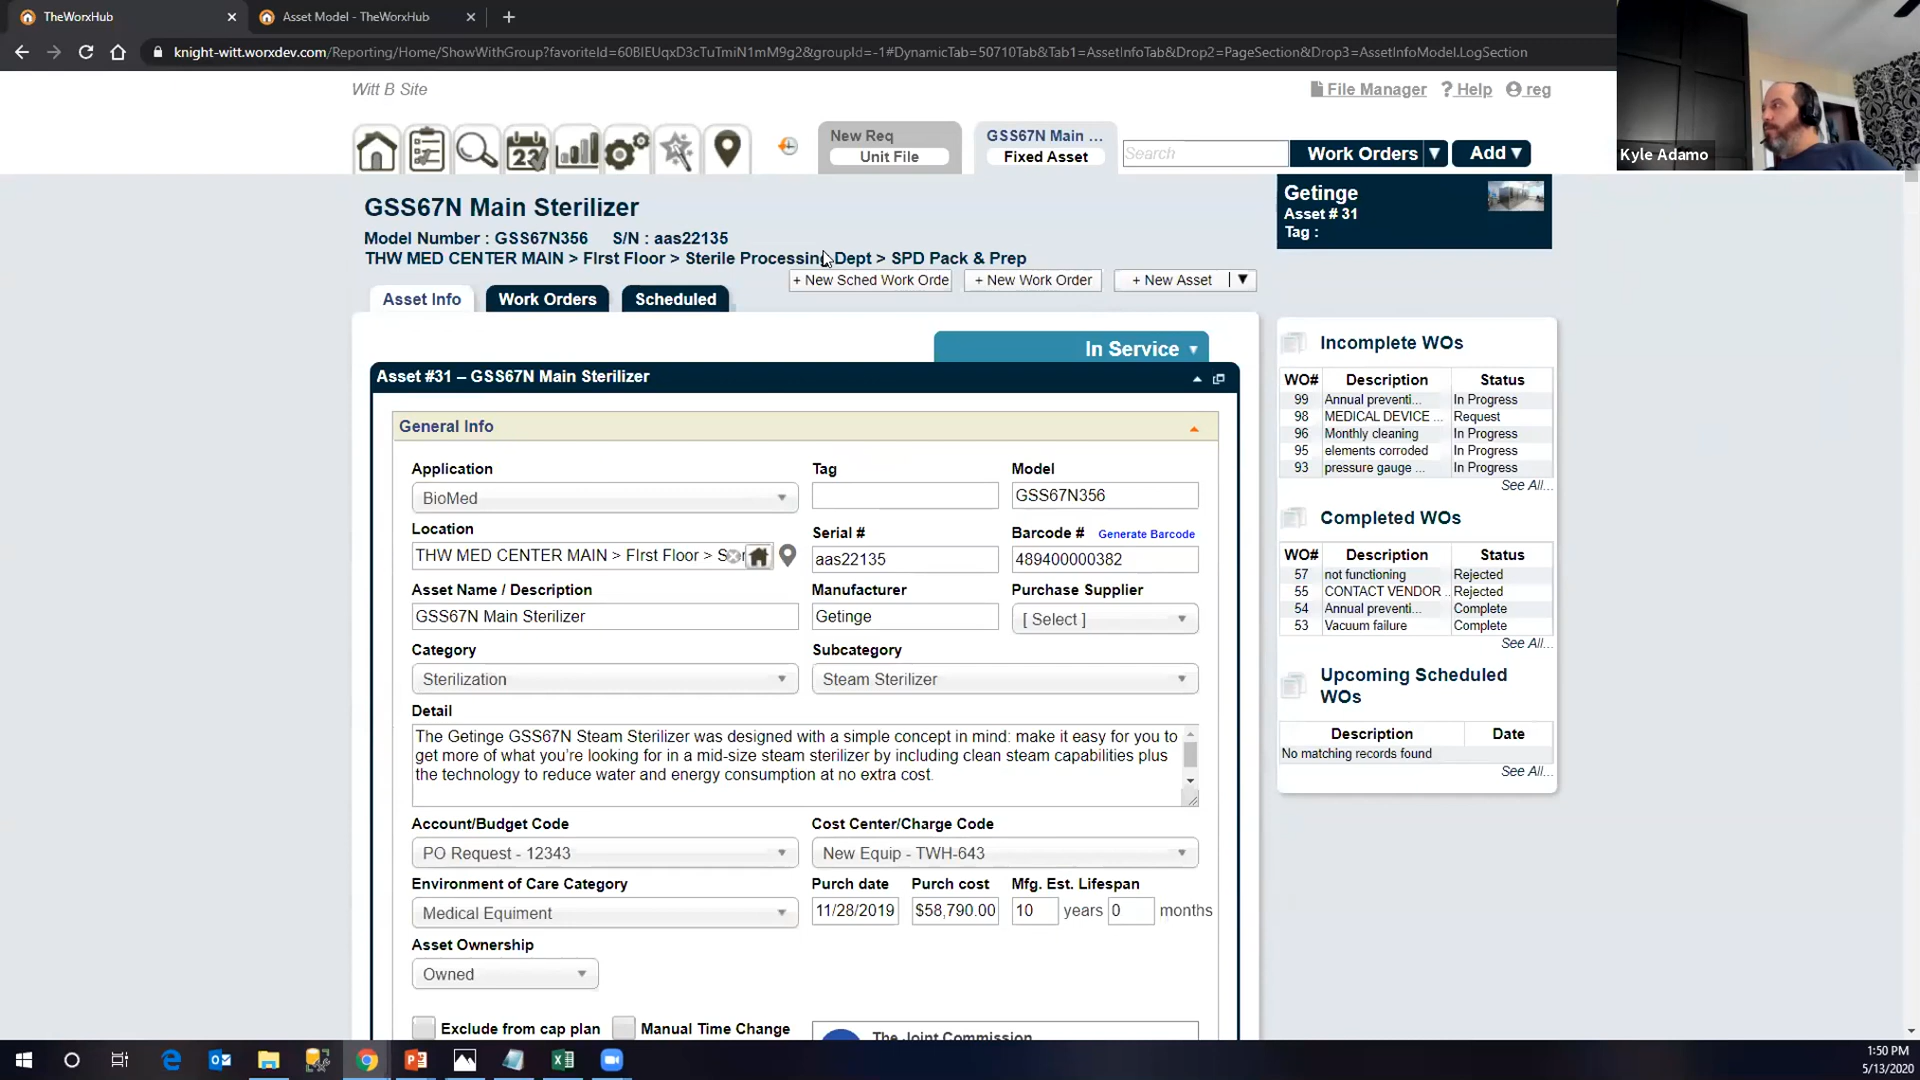 TheWorxHub
Asset Model - TheWorxHub
knight-witt.worxdev.com/Reporting/Home/ShowWithGroup?favoriteId=60BIEUqxD3cTuTmiN1mM9g2&groupId=-1#DynamicTab=50710Tab&Tab1=AssetInfoTab&Drop2=PageSection&Drop3=AssetInfoModel.LogSection
Witt B Site
File Manager ? Help reg
23
New Req
Unit File
GSS67N Main ...
Fixed Asset
Search
Work Orders
Add
Kyle Adamo
GSS67N Main Sterilizer
Model Number : GSS67N356 S/N : aas22135
THW MED CENTER MAIN > FIrst Floor > Sterile Processing Dept > SPD Pack & Prep
+ New Sched Work Orde
+ New Work Order
+ New Asset
Getinge
Asset # 31
Tag :
Asset Info
Work Orders
Scheduled
In Service
Asset #31 – GSS67N Main Sterilizer
General Info
Application
BioMed
Tag
Model
GSS67N356
Location
THW MED CENTER MAIN > FIrst Floor >
Serial #
aas22135
Barcode # Generate Barcode
489400000382
Asset Name / Description
GSS67N Main Sterilizer
Manufacturer
Getinge
Purchase Supplier
[ Select ]
Category
Sterilization
Subcategory
Steam Sterilizer
Detail
The Getinge GSS67N Steam Sterilizer was designed with a simple concept in mind: make it easy for you to
get more of what you're looking for in a mid-size steam sterilizer by including clean steam capabilities plus
the technology to reduce water and energy consumption at no extra cost.
Account/Budget Code
PO Request - 12343
Cost Center/Charge Code
New Equip - TWH-643
Environment of Care Category
Medical Equiment
Purch date
11/28/2019
Purch cost
$58,790.00
Mfg. Est. Lifespan
10 years 0 months
Asset Ownership
Owned
Exclude from cap plan
Manual Time Change
The Joint Commission
Incomplete WOs
WO# Description Status
99 Annual preventi... In Progress
98 MEDICAL DEVICE ... Request
96 Monthly cleaning In Progress
95 elements corroded In Progress
93 pressure gauge ... In Progress
See All...
Completed WOs
WO# Description Status
57 not functioning Rejected
55 CONTACT VENDOR .. Rejected
54 Annual preventi... Complete
53 Vacuum failure Complete
See All...
Upcoming Scheduled
WOs
Description Date
No matching records found
See All...
1:50 PM
5/13/2020